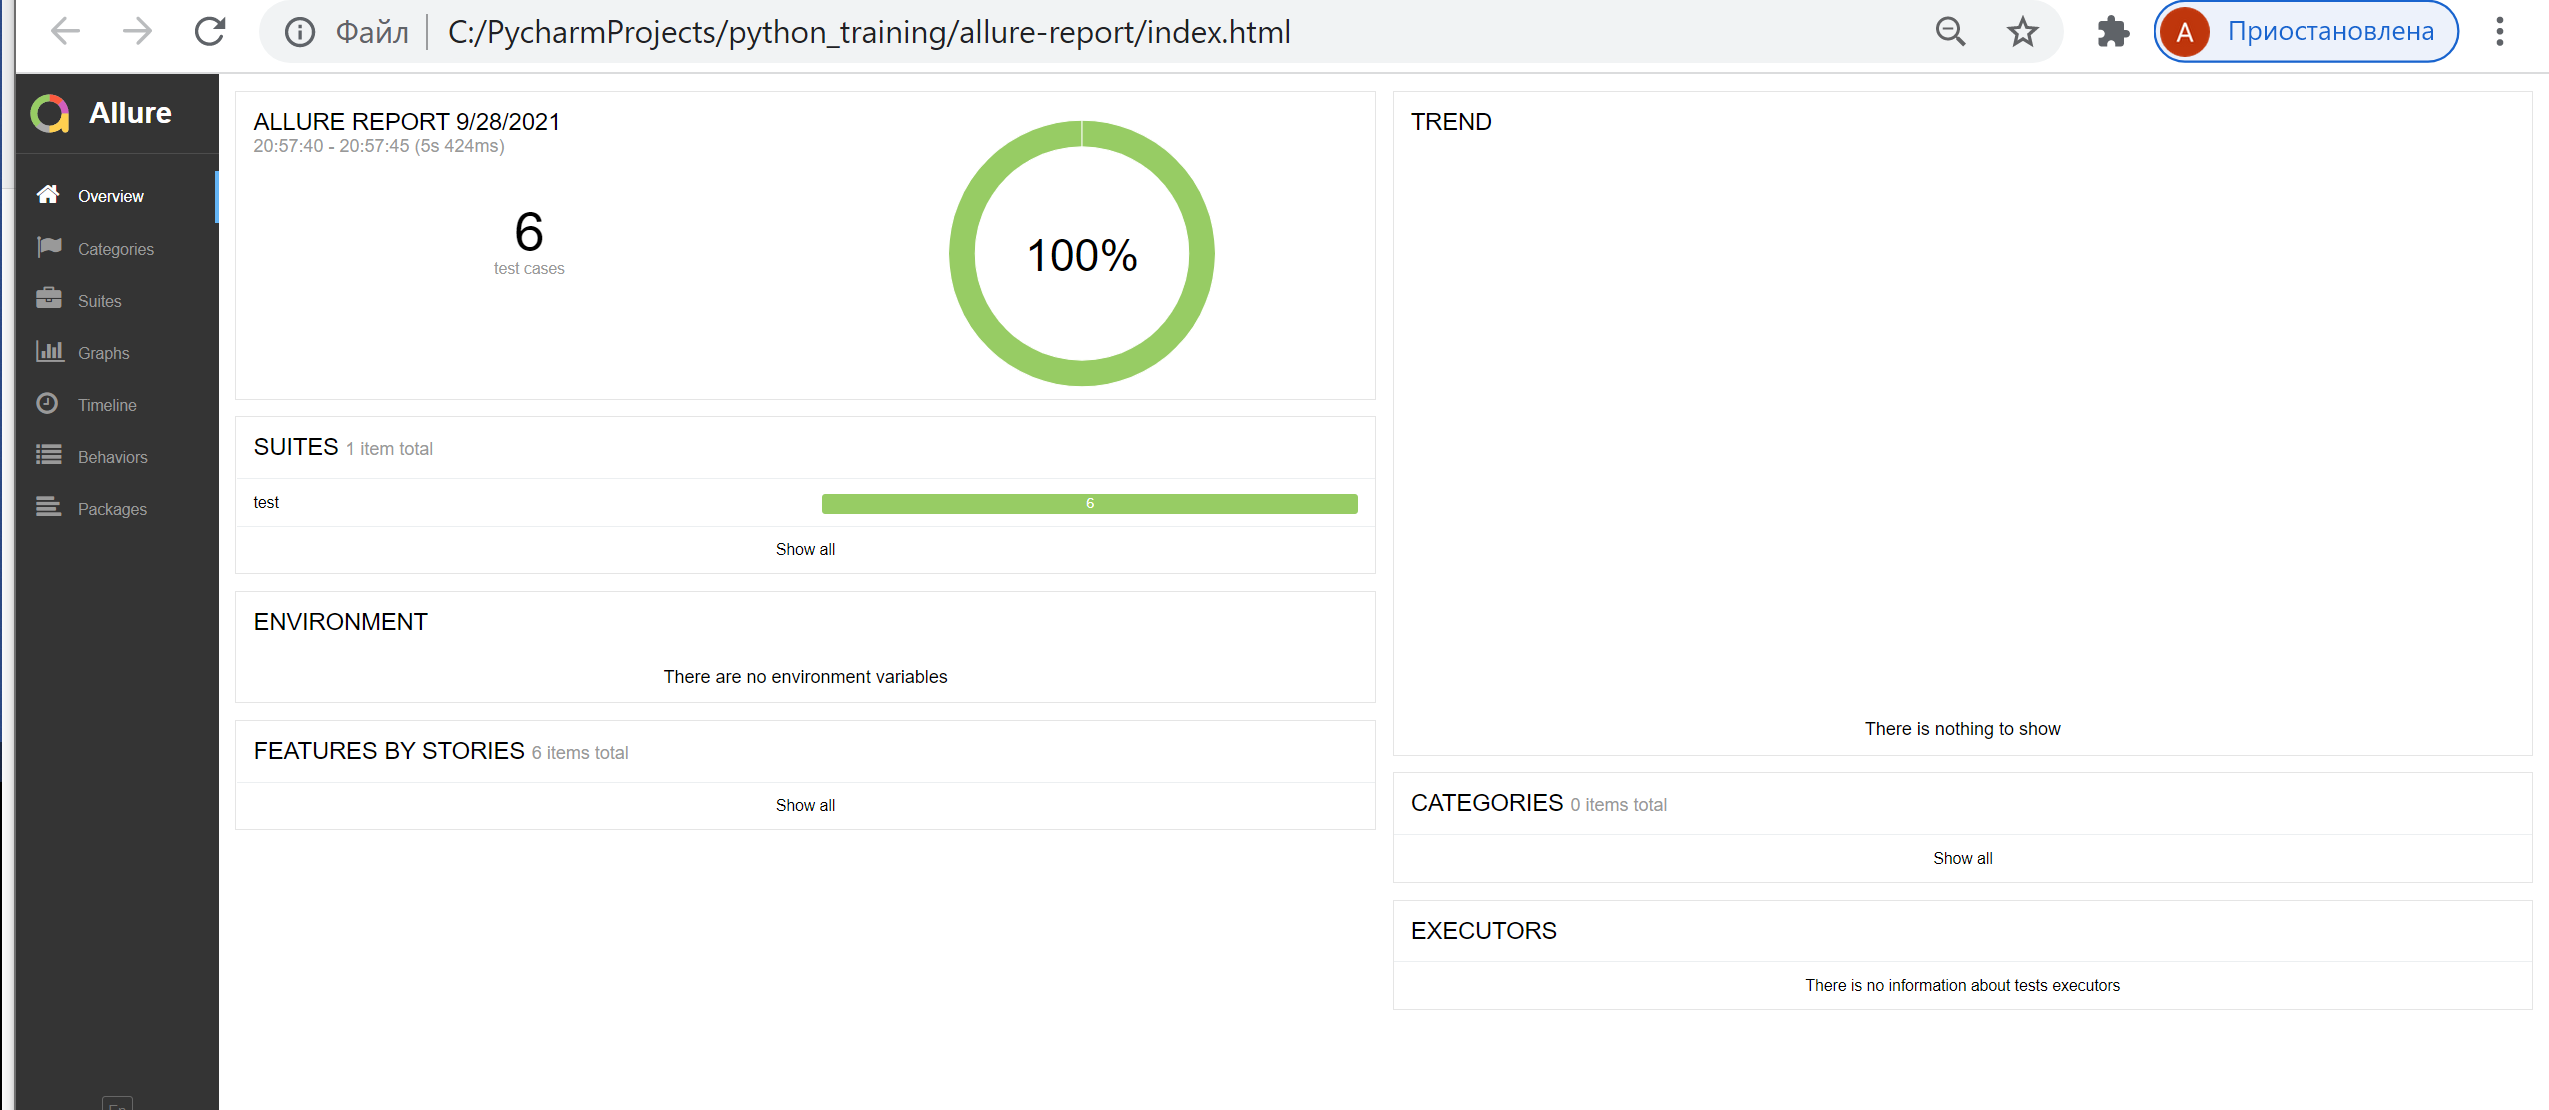 Файл C:/PycharmProjects/python_training/allure-report/index.html
A Приостановлена
Allure
Overview
Categories
Suites
Graphs
Timeline
Behaviors
Packages
ALLURE REPORT 9/28/2021
20:57:40 - 20:57:45 (5s 424ms)
6
test cases
100%
SUITES 1 item total
test 6
Show all
ENVIRONMENT
There are no environment variables
FEATURES BY STORIES 6 items total
Show all
TREND
There is nothing to show
CATEGORIES 0 items total
Show all
EXECUTORS
There is no information about tests executors